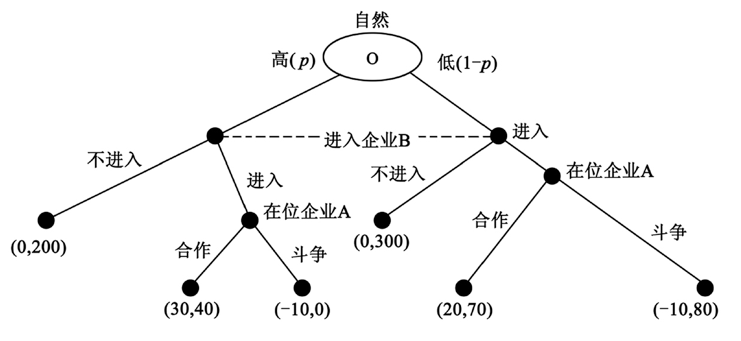 自然
高(p)
O
低(1-p)
进入企业B
进入
不进入
进入
不进入
在位企业A
在位企业A
(0,200)
合作
斗争
(0,300)
合作
斗争
(30,40)
(-10,0)
(20,70)
(-10,80)